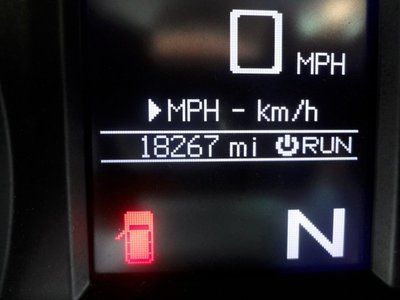 0 MPH
MPH - km/h
18267 mi RUN
N